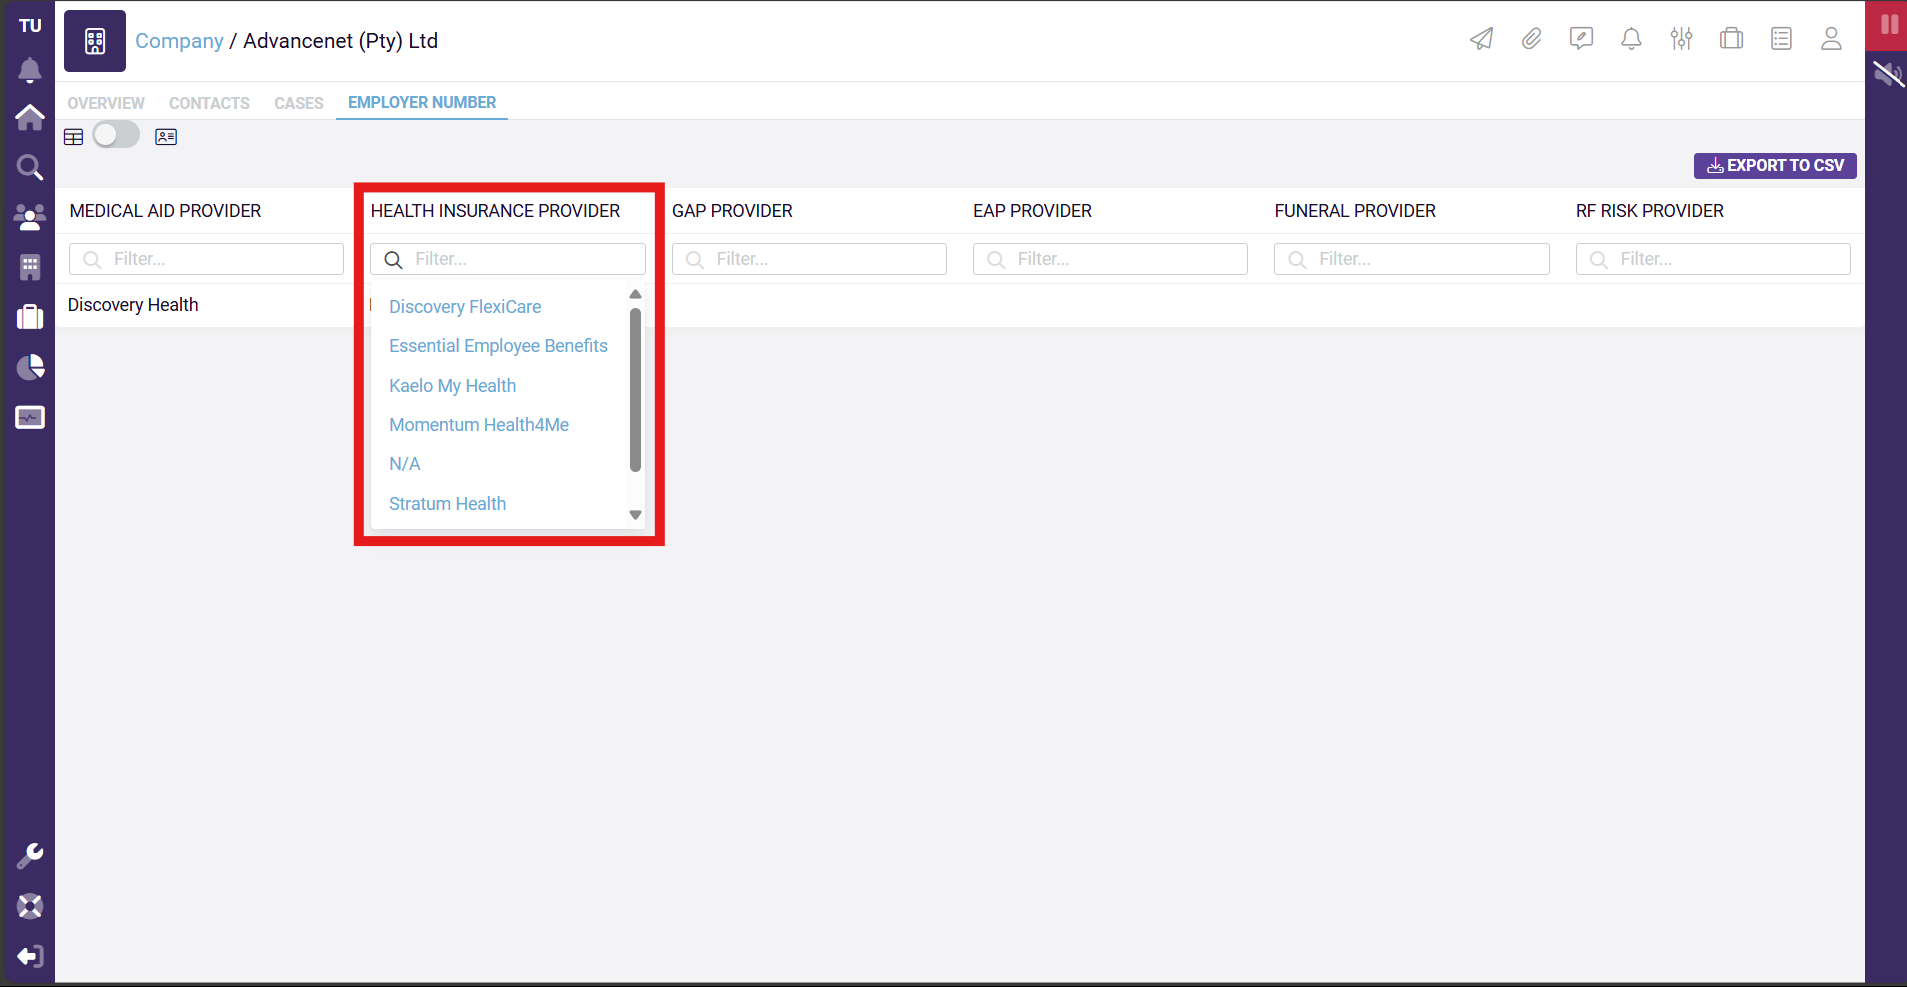 TU
Company / Advancenet (Pty) Ltd
OVERVIEW CONTACTS CASES EMPLOYER NUMBER
EXPORT TO CSV
MEDICAL AID PROVIDER HEALTH INSURANCE PROVIDER GAP PROVIDER EAP PROVIDER FUNERAL PROVIDER RF RISK PROVIDER
Filter... Filter... Filter... Filter... Filter... Filter...
Discovery Health
Discovery FlexiCare
Essential Employee Benefits
Kaelo My Health
Momentum Health4Me
N/A
Stratum Health